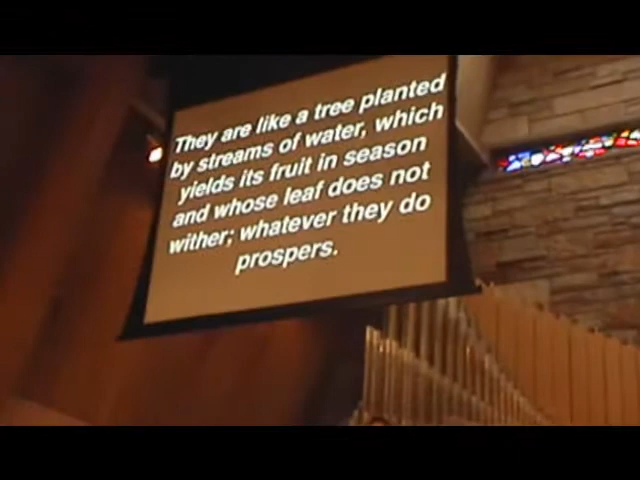 They are like a tree planted
by streams of water, which
yields its fruit in season
and whose leaf does not
wither; whatever they do
prospers.